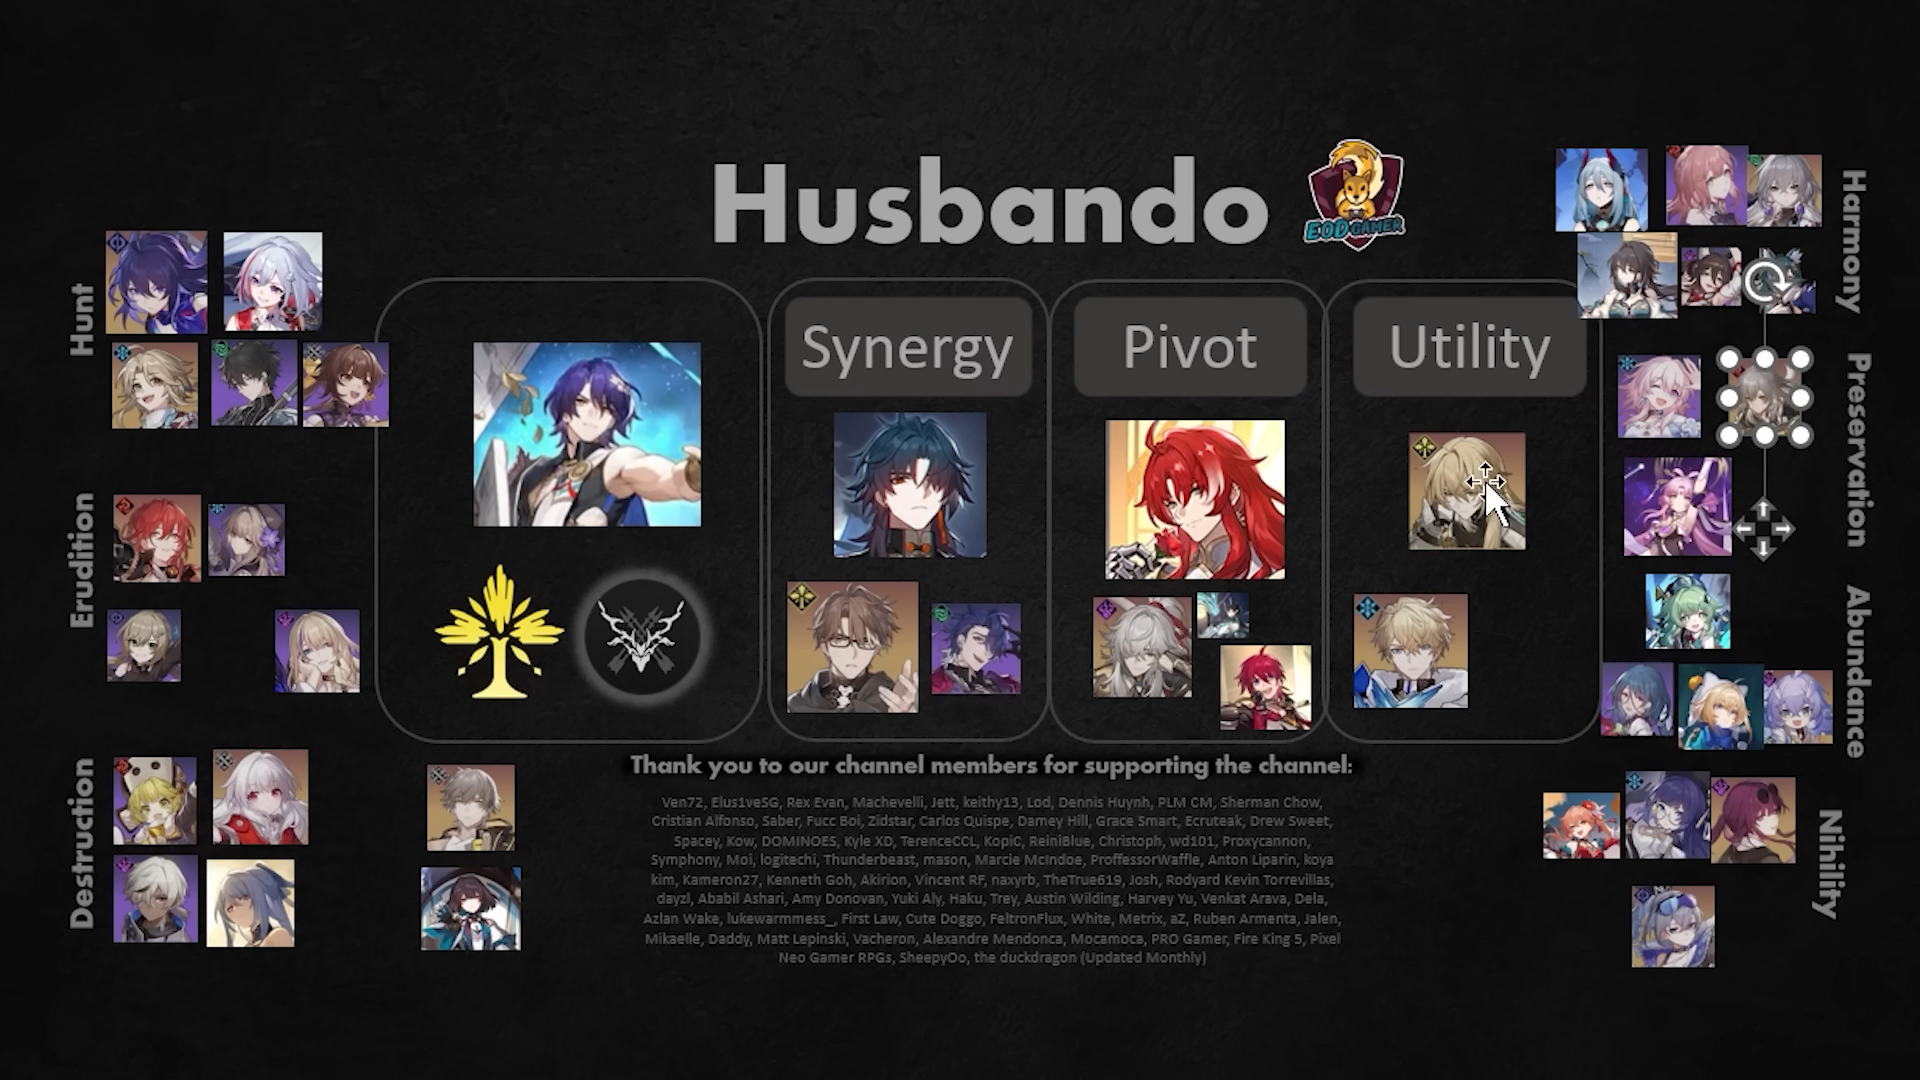 Husbando
EOD GAMER
Harmony
Hunt
Synergy
Pivot
Utility
Preservation
Erudition
Abundance
Destruction
Thank you to our channel members for supporting the channel:
Ven72, Elus1veSG, Rex Evan, Machevelli, Jett, keithy13, Lod, Dennis Huynh, PLM CM, Sherman Chow,
Cristian Alfonso, Saber, Fucc Boi, Zidstar, Carlos Quispe, Damey Hill, Grace Smart, Ecruteak, Drew Sweet,
Spacey, Kow, DOMINOES, Kyle XD, TerenceCCL, KopiC, ReiniBlue, Christoph, wd101, Proxycannon,
Symphony, Moi, logitechi, Thunderbeast, mason, Marcie McIndoe, ProffessorWaffle, Anton Liparin, koya
kim, Kameron27, Kenneth Goh, Akirion, Vincent RF, naxyrb, TheTrue619, Josh, Rodyard Kevin Torrevillas,
dayzl, Ababil Ashari, Amy Donovan, Yuki Aly, Haku, Trey, Austin Wilding, Harvey Yu, Venkat Arava, Dela,
Azlan Wake, lukewarmmess_, First Law, Cute Doggo, FeltronFlux, White, Metrix, aZ, Ruben Armenta, Jalen,
Mikaelle, Daddy, Matt Lepinski, Vacheron, Alexandre Mendonca, Mocamoca, PRO Gamer, Fire King 5, Pixel
Neo Gamer RPGs, SheepyOo, the duckdragon (Updated Monthly)
Nihility